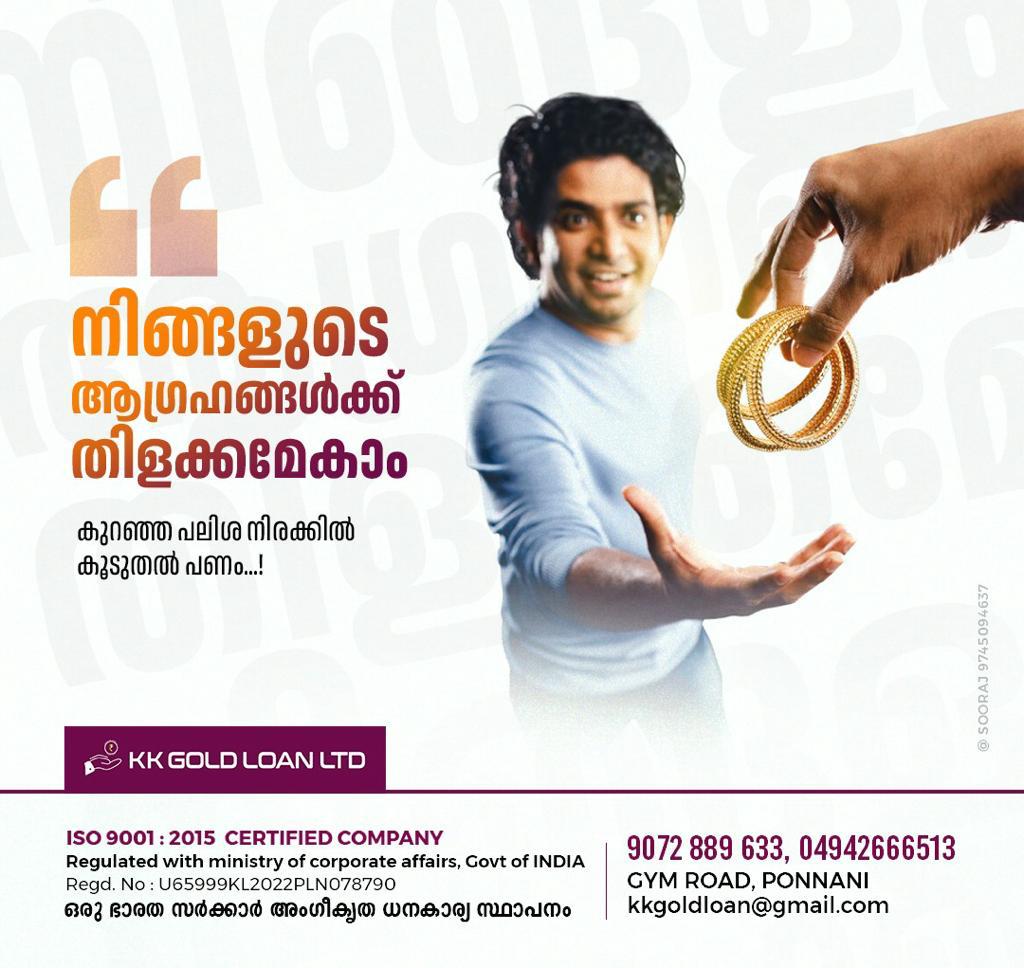 നിങ്ങളുടെ
ആഗ്രഹങ്ങൾക്ക്
തിളക്കമേകാം
കുറഞ്ഞ പലിശ നിരക്കിൽ
കൂടുതൽ പണം...!
@ SOORAJ 9745094637
KK GOLD LOAN LTD
ISO 9001 : 2015 CERTIFIED COMPANY
Regulated with ministry of corporate affairs, Govt of INDIA
Regd. No : U65999KL2022PLN078790
ഒരു ഭാരത സർക്കാർ അംഗീകൃത ധനകാര്യ സ്ഥാപനം
9072 889 633, 04942666513
GYM ROAD, PONNANI
kkgoldloan@gmail.com